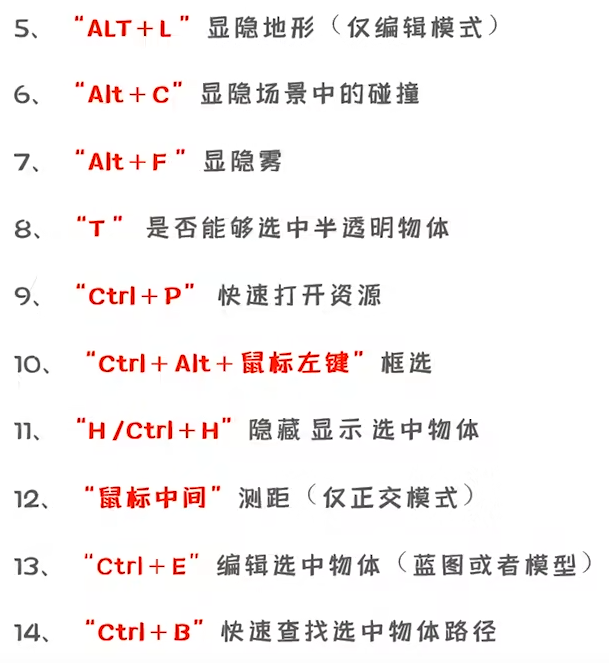 5、 “ALT+L” 显隐地形（仅编辑模式）
6、 “Alt+C” 显隐场景中的碰撞
7、 “Alt+F ” 显隐雾
8、 “T ” 是否能够选中半透明物体
9、 “Ctrl+P” 快速打开资源
10、 “Ctrl+Alt+鼠标左键” 框选
11、 “H /Ctrl+H” 隐藏 显示 选中物体
12、 “鼠标中间” 测距（仅正交模式）
13、 “Ctrl+E” 编辑选中物体（蓝图或者模型）
14、 “Ctrl+B” 快速查找选中物体路径